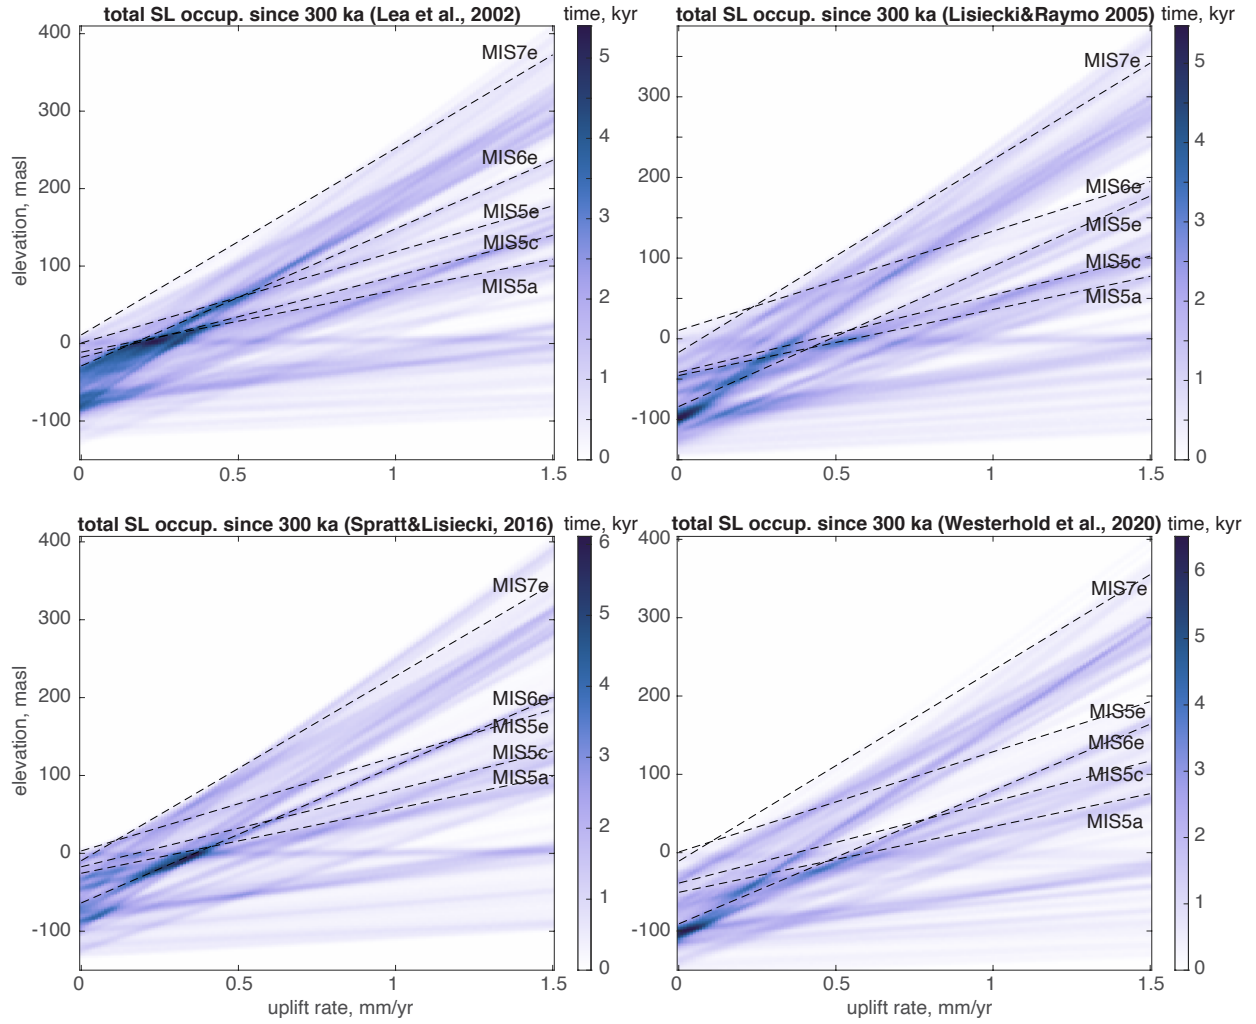 total SL occup. since 300 ka (Lea et al., 2002)
time, kyr
400
300
200
100
0
-100
elevation, masl
MIS7e
MIS6e
MIS5e
MIS5c
MIS5a
0
0.5
1
1.5
5
4
3
2
1
0
total SL occup. since 300 ka (Lisiecki&Raymo 2005)
time, kyr
300
200
100
0
-100
MIS7e
MIS6e
MIS5e
MIS5c
MIS5a
0
0.5
1
1.5
5
4
3
2
1
0
total SL occup. since 300 ka (Spratt&Lisiecki, 2016)
time, kyr
400
300
200
100
0
-100
elevation, masl
MIS7e
MIS6e
MIS5e
MIS5c
MIS5a
0
0.5
1
1.5
uplift rate, mm/yr
6
5
4
3
2
1
0
total SL occup. since 300 ka (Westerhold et al., 2020)
time, kyr
400
300
200
100
0
-100
MIS7e
MIS5e
MIS6e
MIS5c
MIS5a
0
0.5
1
1.5
uplift rate, mm/yr
6
5
4
3
2
1
0